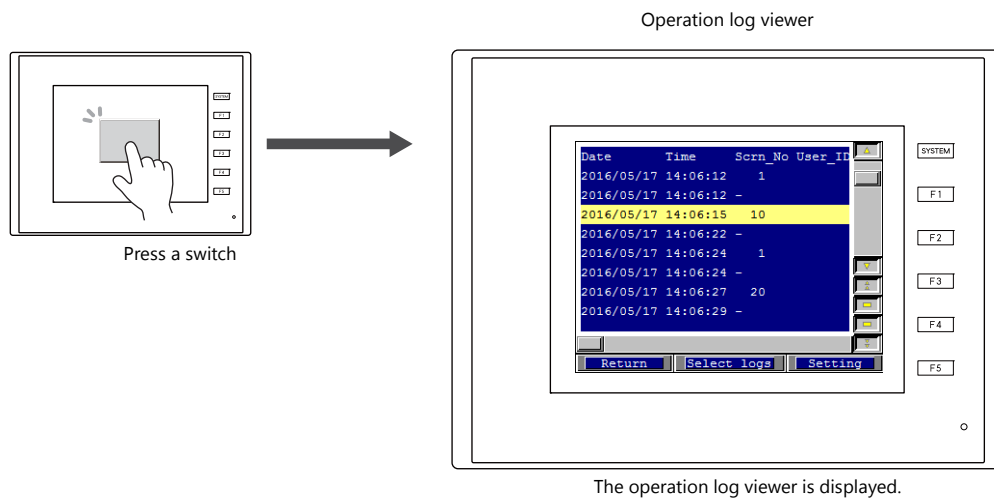 Operation log viewer
SYSTEM
F1
F2
F3
F4
F5
Press a switch
Date Time Scrn_No User_ID
2016/05/17 14:06:12 1
2016/05/17 14:06:12 -
2016/05/17 14:06:15 10
2016/05/17 14:06:22 -
2016/05/17 14:06:24 1
2016/05/17 14:06:24 -
2016/05/17 14:06:27 20
2016/05/17 14:06:29 -
Return Select logs Setting
SYSTEM
F1
F2
F3
F4
F5
The operation log viewer is displayed.